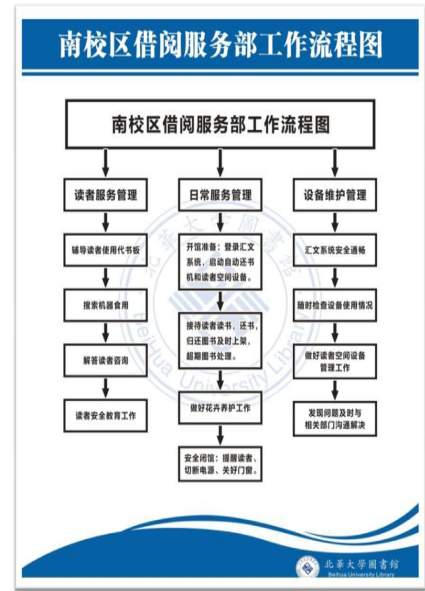 南校区借阅服务部工作流程图
南校区借阅服务部工作流程图
读者服务管理
辅导读者使用代书板
搜索机器食用
解答读者咨询
读者安全教育工作
日常服务管理
开馆准备：登录汇文
系统，启动自动还书
机和读者空间设备。
接待读者读书、还书，
归还图书及时上架，
超期图书处理。
做好花卉养护工作
安全闭馆：提醒读者、
切断电源、关好门窗。
设备维护管理
汇文系统安全通畅
随时检查设备使用情况
做好读者空间设备
管理工作
发现问题及时与
相关部门沟通解决
北華大學圖書館
Beihua University Library
北華大學圖書館
Beihua University Library